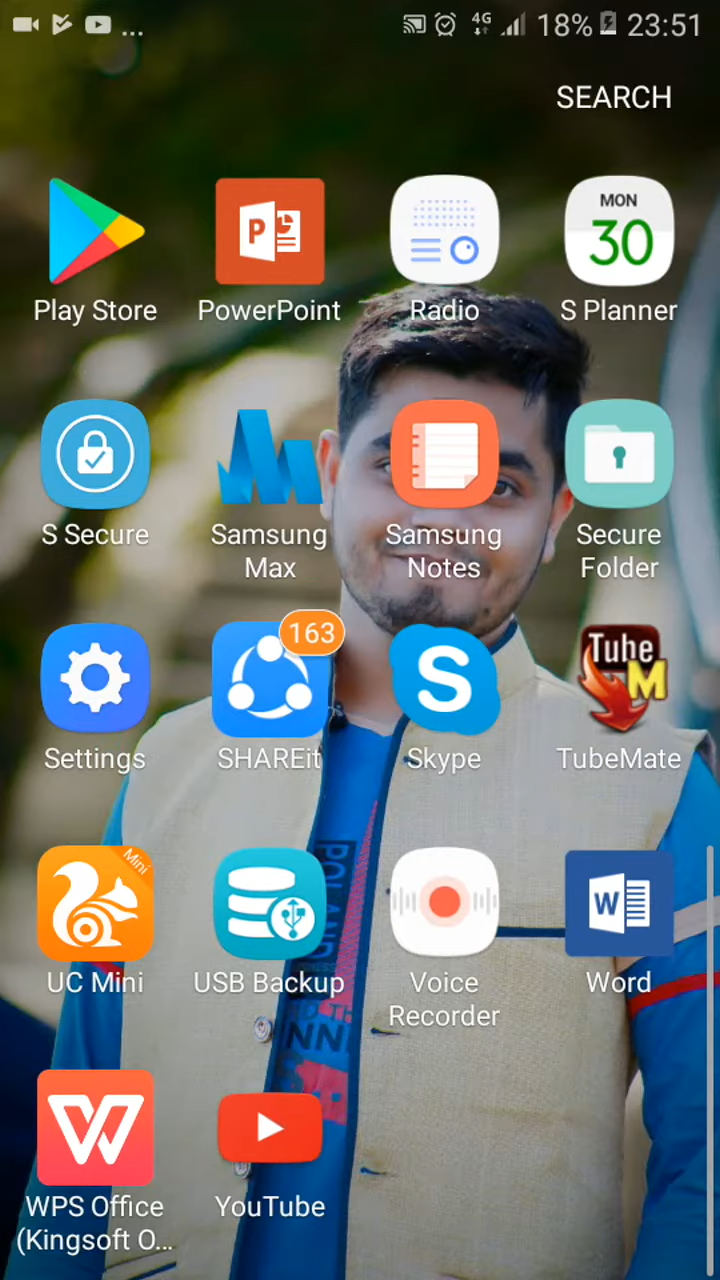 ...
4G 18% 23:51
SEARCH
P
MON
30
Play Store PowerPoint Radio S Planner
S Secure Samsung Max Samsung Notes Secure Folder
163
S
Tube
M
Settings SHAREit Skype TubeMate
Mini
W
UC Mini USB Backup Voice Recorder Word
WPS Office (Kingsoft O... YouTube